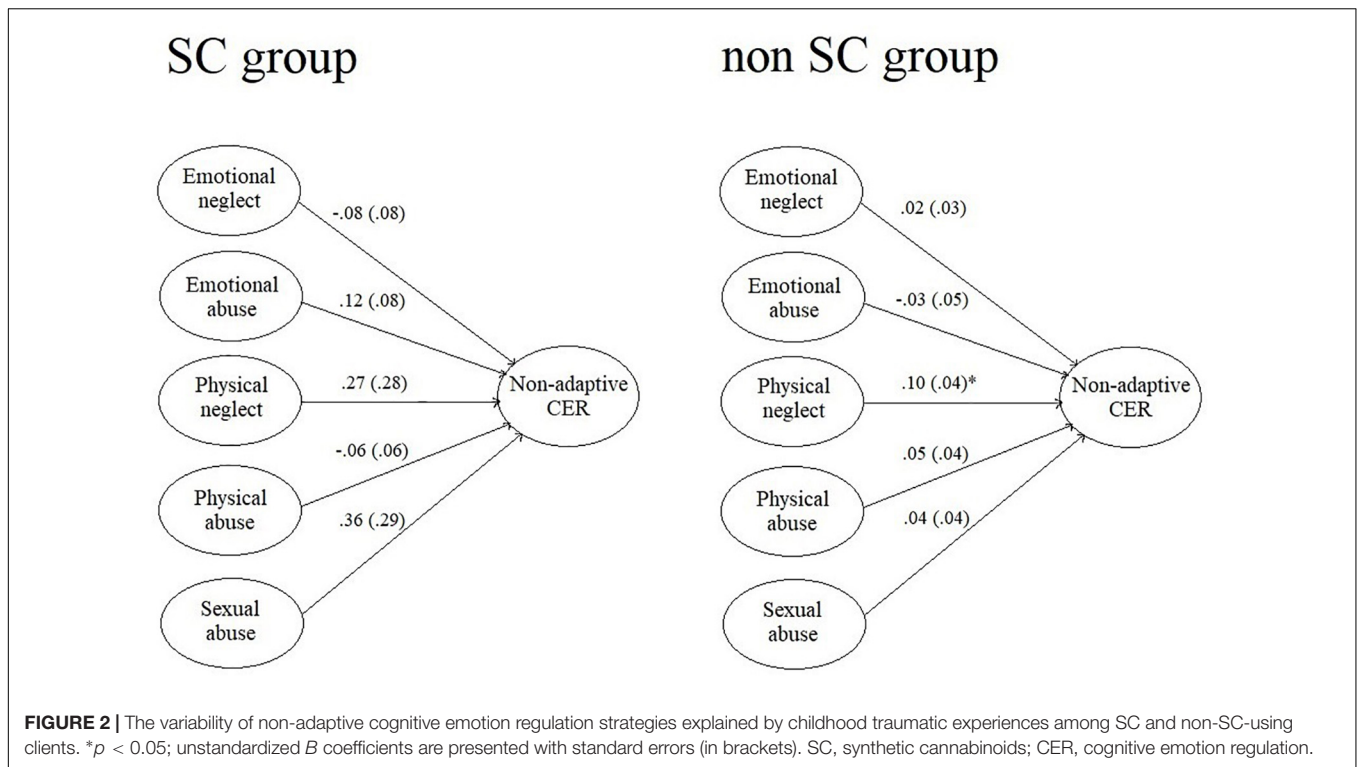 SC group
Emotional
neglect
-.08 (.08)
Emotional
abuse
.12 (.08)
Physical
neglect
.27 (.28)
Non-adaptive
CER
Physical
abuse
-.06 (.06)
Sexual
abuse
.36 (.29)
non SC group
Emotional
neglect
.02 (.03)
Emotional
abuse
-.03 (.05)
Physical
neglect
.10 (.04)*
Non-adaptive
CER
Physical
abuse
.05 (.04)
Sexual
abuse
.04 (.04)
FIGURE 2 | The variability of non-adaptive cognitive emotion regulation strategies explained by childhood traumatic experiences among SC and non-SC-using
clients. *p < 0.05; unstandardized B coefficients are presented with standard errors (in brackets). SC, synthetic cannabinoids; CER, cognitive emotion regulation.